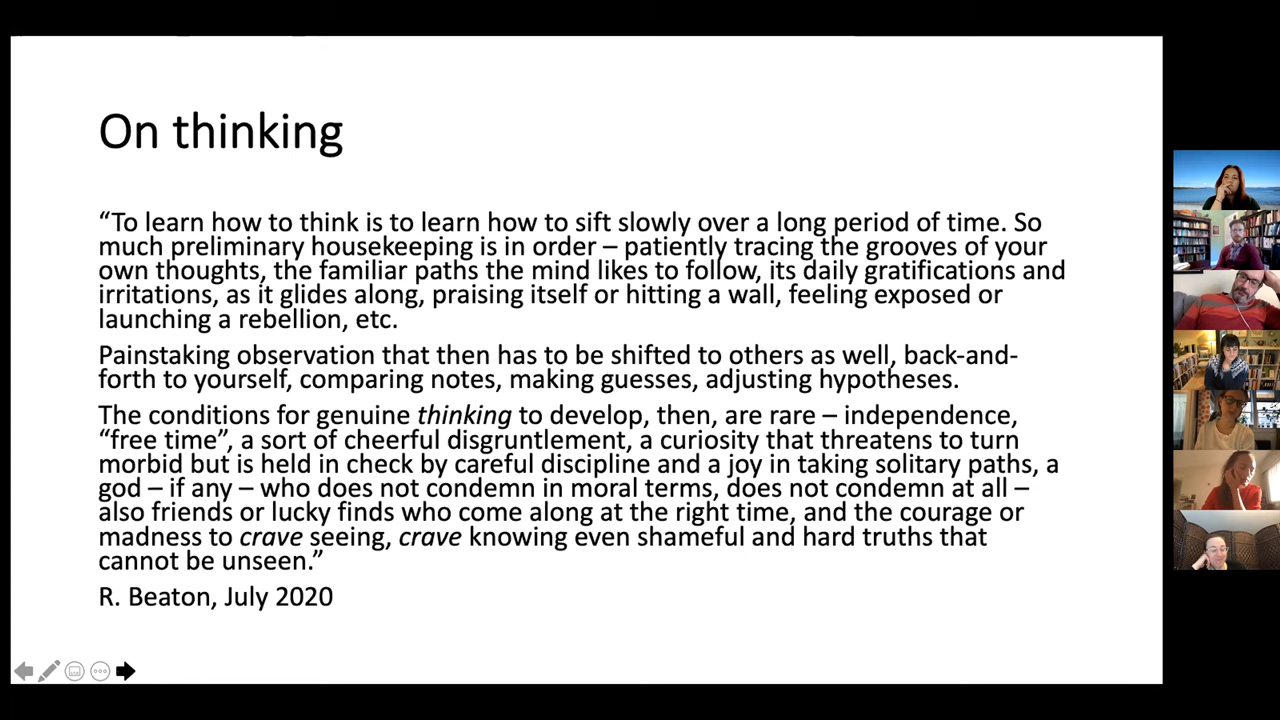 On thinking
“To learn how to think is to learn how to sift slowly over a long period of time. So
much preliminary housekeeping is in order – patiently tracing the grooves of your
own thoughts, the familiar paths the mind likes to follow, its daily gratifications and
irritations, as it glides along, praising itself or hitting a wall, feeling exposed or
launching a rebellion, etc.
Painstaking observation that then has to be shifted to others as well, back-and-
forth to yourself, comparing notes, making guesses, adjusting hypotheses.
The conditions for genuine thinking to develop, then, are rare – independence,
“free time”, a sort of cheerful disgruntlement, a curiosity that threatens to turn
morbid but is held in check by careful discipline and a joy in taking solitary paths, a
god – if any – who does not condemn in moral terms, does not condemn at all –
also friends or lucky finds who come along at the right time, and the courage or
madness to crave seeing, crave knowing even shameful and hard truths that
cannot be unseen.”
R. Beaton, July 2020